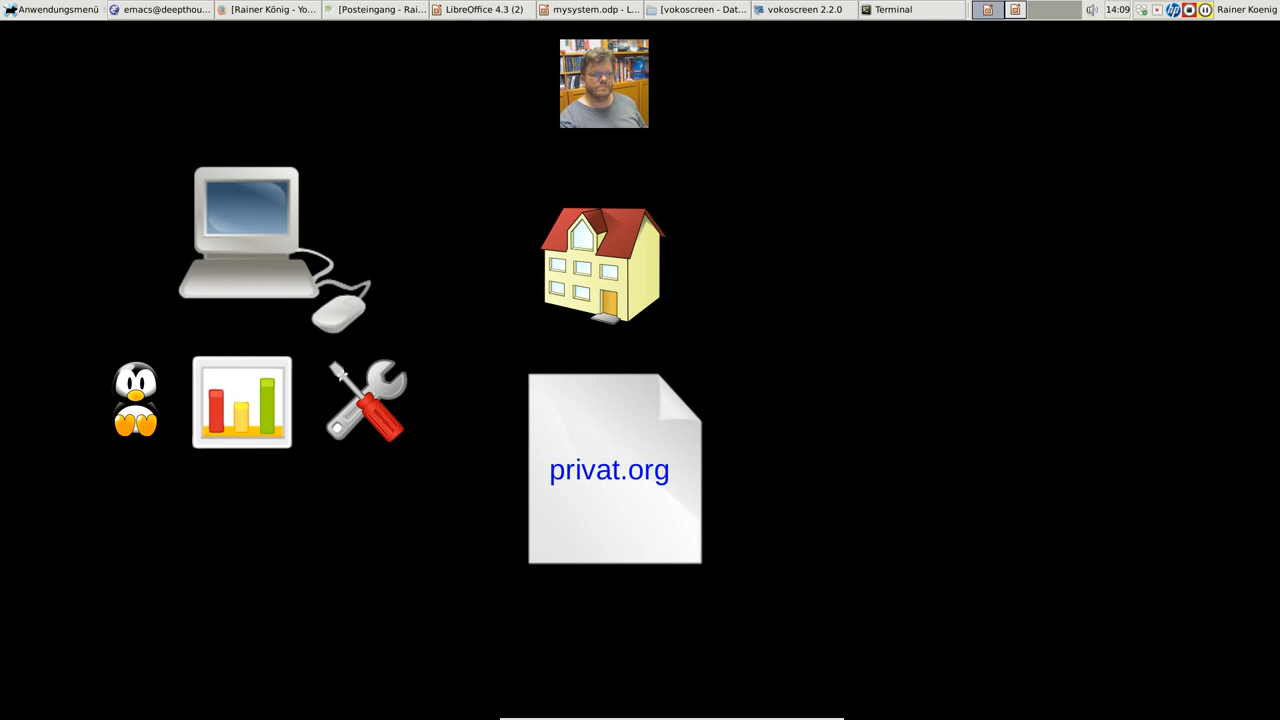 Anwendungsmenü
emacs@deepthou...
[Rainer König - Yo...
[Posteingang - Rai...
LibreOffice 4.3 (2)
mysystem.odp - L...
[vokoscreen - Dat...
vokoscreen 2.2.0
Terminal
14:09
hp
Rainer Koenig
privat.org